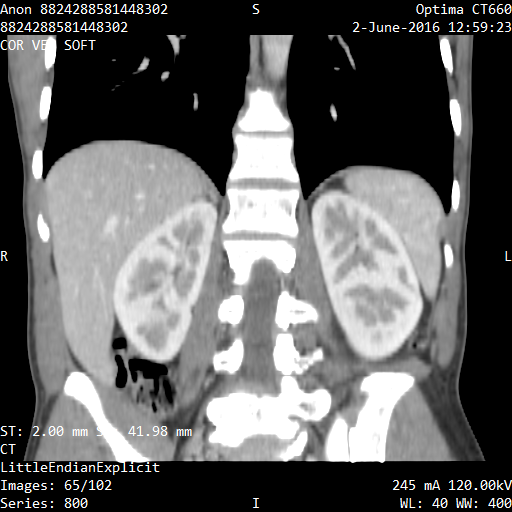 Anon 8824288581448302 S Optima CT660
8824288581448302 2-June-2016 12:59:23
COR VEN SOFT
R L
ST: 2.00 mm 41.98 mm
CT
LittleEndianExplicit
Images: 65/102 245 mA 120.00kV
Series: 800 I WL: 40 WW: 400